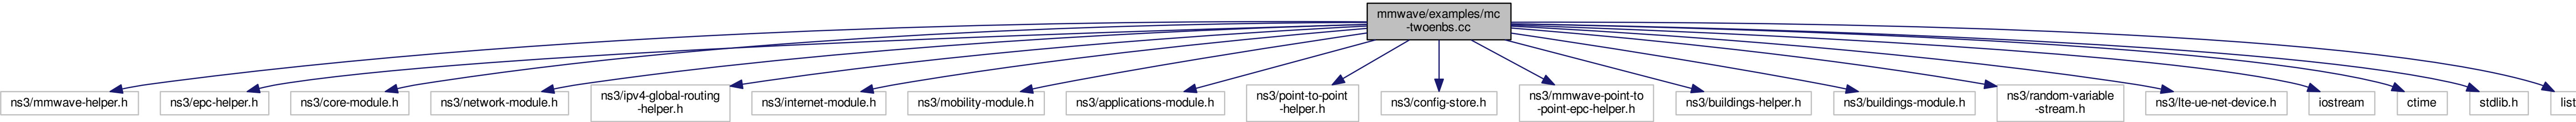 mmwave/examples/mc
-twoenbs.cc
ns3/mmwave-helper.h
ns3/epc-helper.h
ns3/core-module.h
ns3/network-module.h
ns3/ipv4-global-routing
-helper.h
ns3/internet-module.h
ns3/mobility-module.h
ns3/applications-module.h
ns3/point-to-point
-helper.h
ns3/config-store.h
ns3/mmwave-point-to
-point-epc-helper.h
ns3/buildings-helper.h
ns3/buildings-module.h
ns3/random-variable
-stream.h
ns3/lte-ue-net-device.h
iostream
ctime
stdlib.h
list